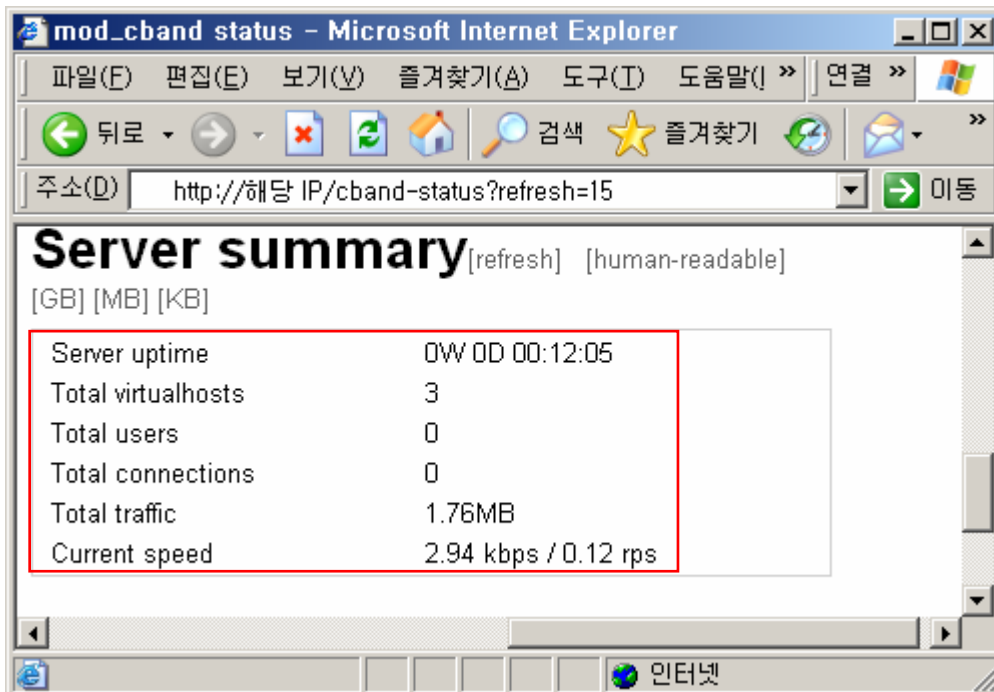 mod_cband status - Microsoft Internet Explorer
파일(F) 편집(E) 보기(V) 즐겨찾기(A) 도구(T) 도움말( » 연결 »
뒤로 검색 즐겨찾기 »
주소(D) http://해당 IP/cband-status?refresh=15 이동
Server summary[refresh] [human-readable]
[GB] [MB] [KB]
Server uptime 0W 0D 00:12:05
Total virtualhosts 3
Total users 0
Total connections 0
Total traffic 1.76MB
Current speed 2.94 kbps / 0.12 rps
인터넷